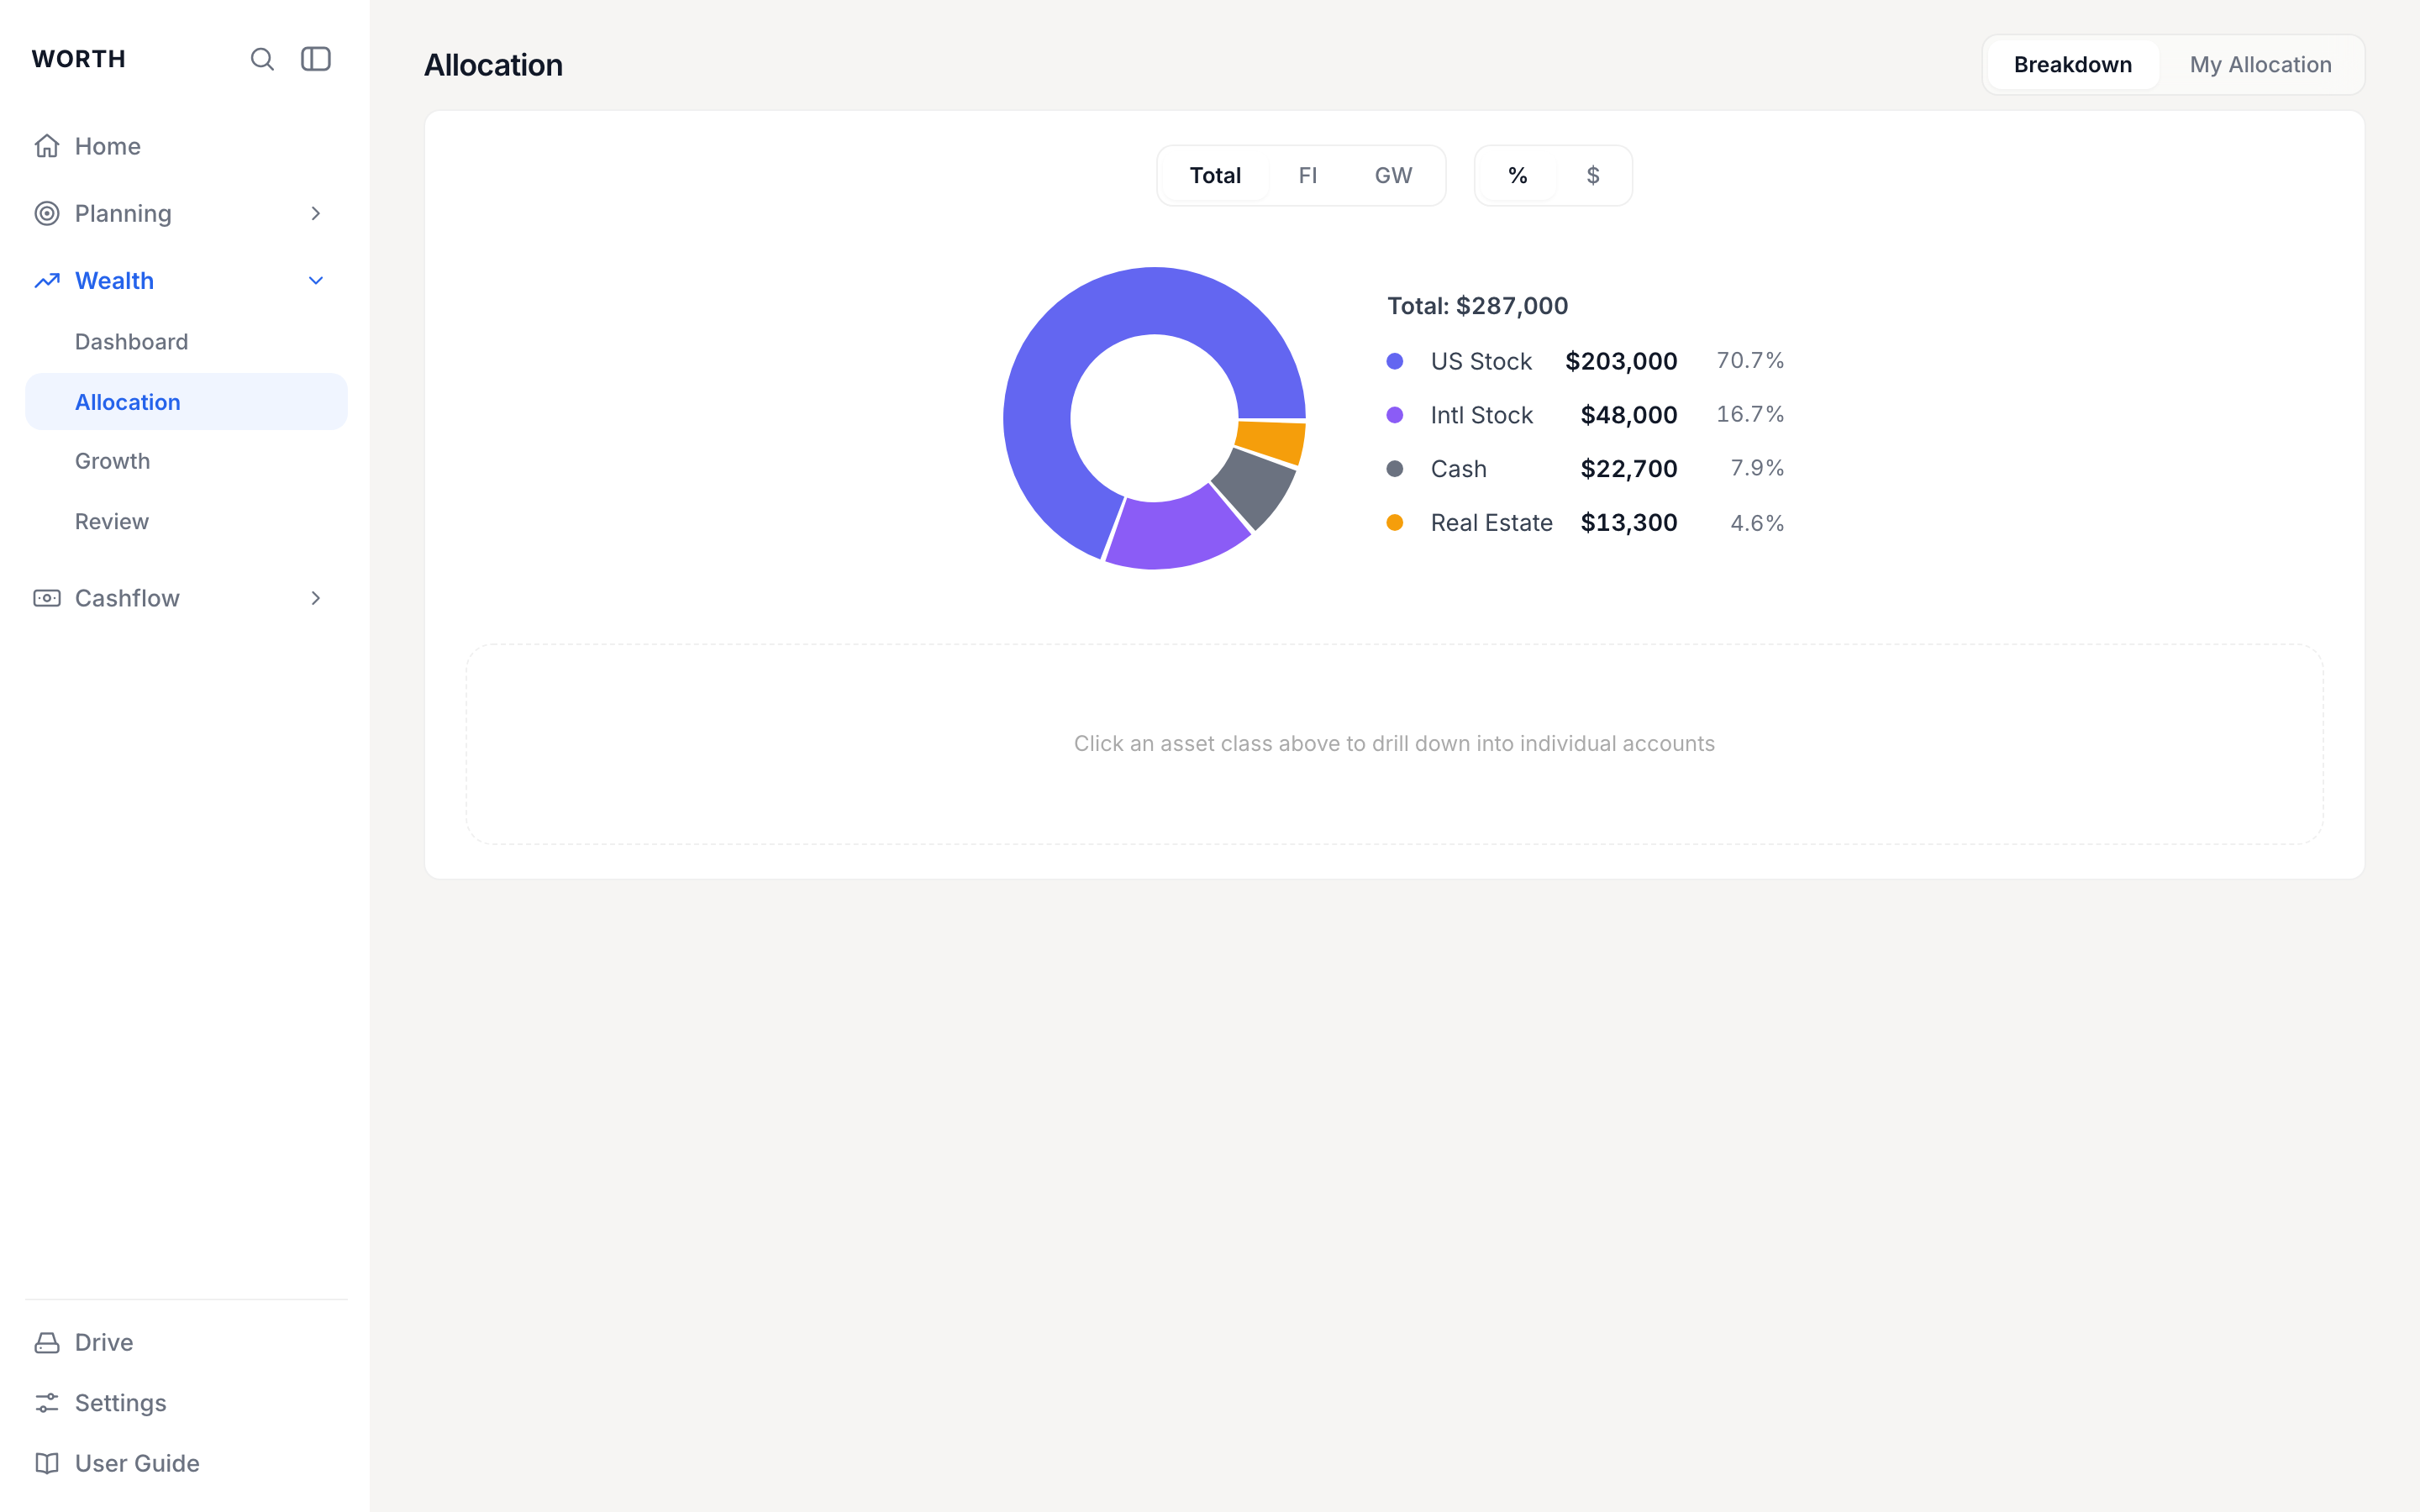 WORTH
Home
Planning
Wealth
Dashboard
Allocation
Growth
Review
Cashflow
Drive
Settings
User Guide
Allocation
Breakdown My Allocation
Total FI GW % $
Total: $287,000
US Stock $203,000 70.7%
Intl Stock $48,000 16.7%
Cash $22,700 7.9%
Real Estate $13,300 4.6%
Click an asset class above to drill down into individual accounts